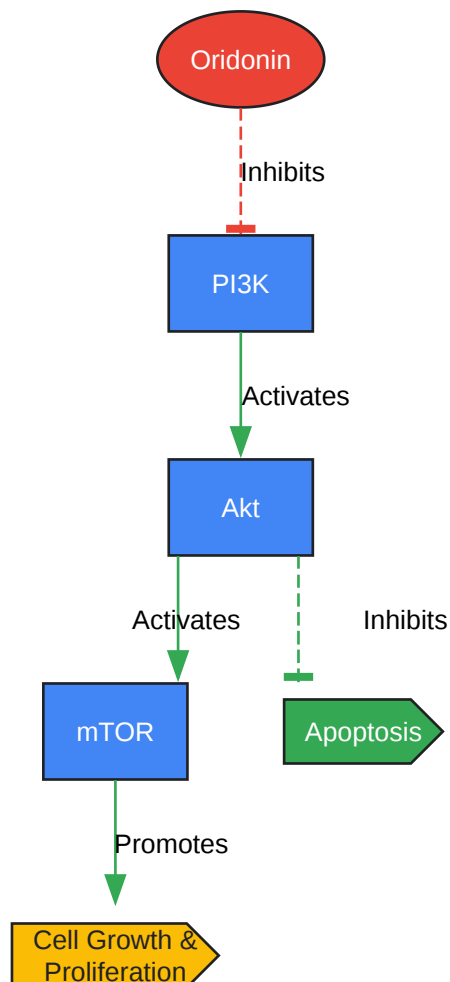 Oridonin
Inhibits
PI3K
Activates
Akt
Activates
Inhibits
mTOR
Apoptosis
Promotes
Cell Growth &
Proliferation